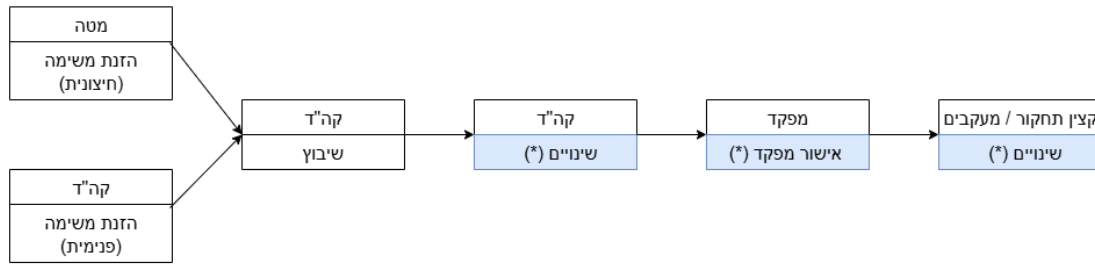 מטה
הזנת משימה
(חיצונית)
קה"ד
הזנת משימה
(פנימית)
קה"ד
שיבוץ
קה"ד
שינויים (*)
מפקד
אישור מפקד (*)
קצין תחקור / מעקבים
שינויים (*)